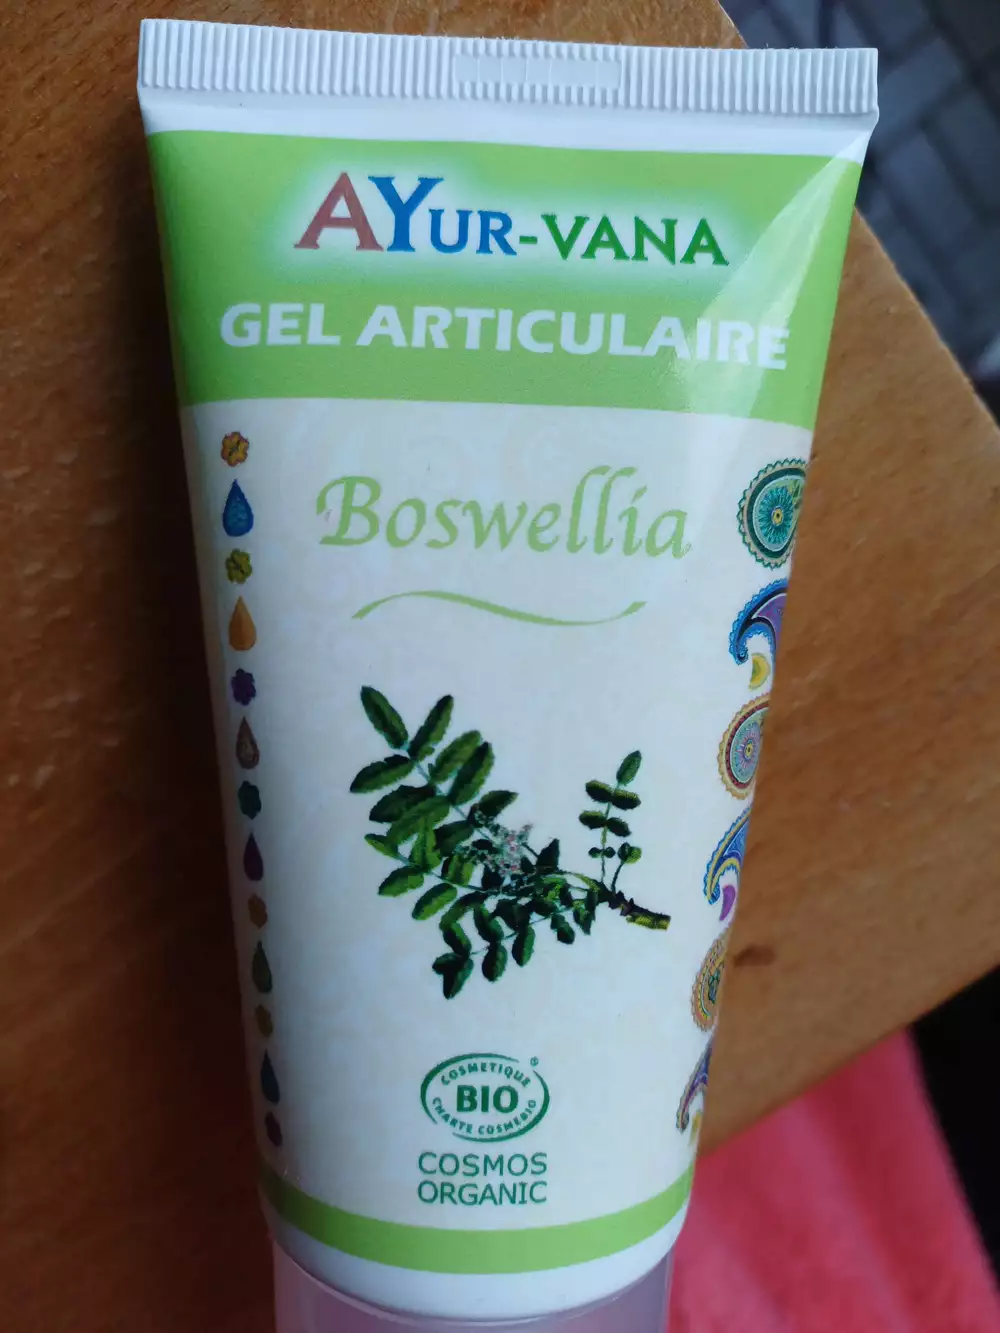 AYUR-VANA
GEL ARTICULAIRE
Boswellia
COSMETIQUE
BIO
CHARTE COSMEBIO
®
COSMOS
ORGANIC